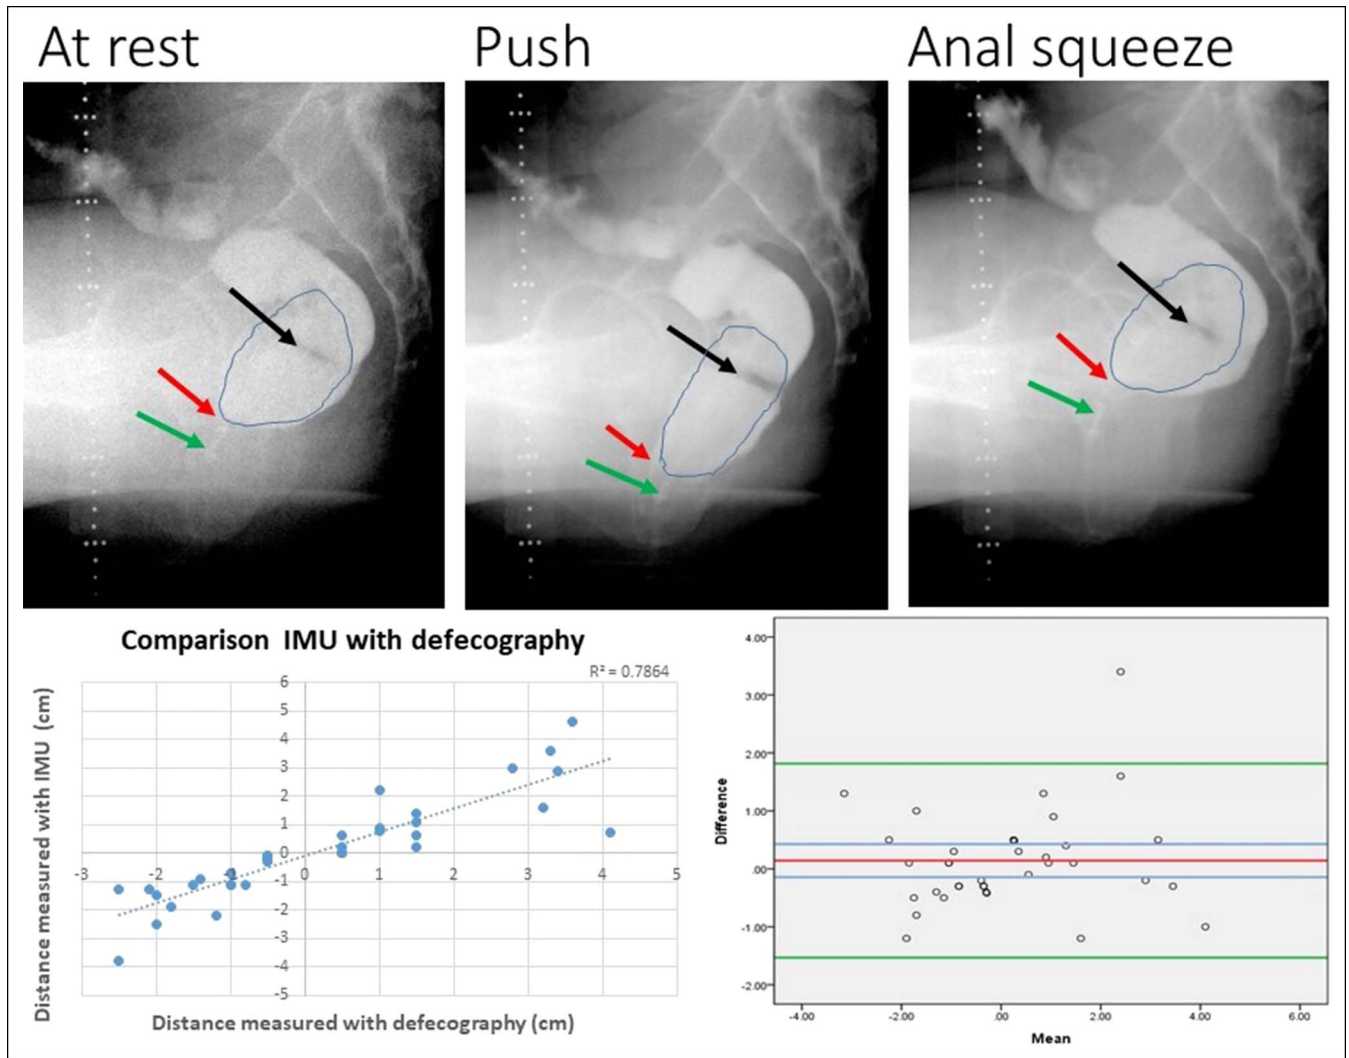 At rest
Push
Anal squeeze
Comparison IMU with defecography
R² = 0.7864
Distance measured with IMU (cm)
6
5
4
3
2
1
0
-1
-2
-3
-4
-5
-3 -2 -1 0 1 2 3 4 5
Distance measured with defecography (cm)
Difference
4.00
3.00
2.00
1.00
.00
-1.00
-2.00
-4.00 -2.00 .00 2.00 4.00 6.00
Mean